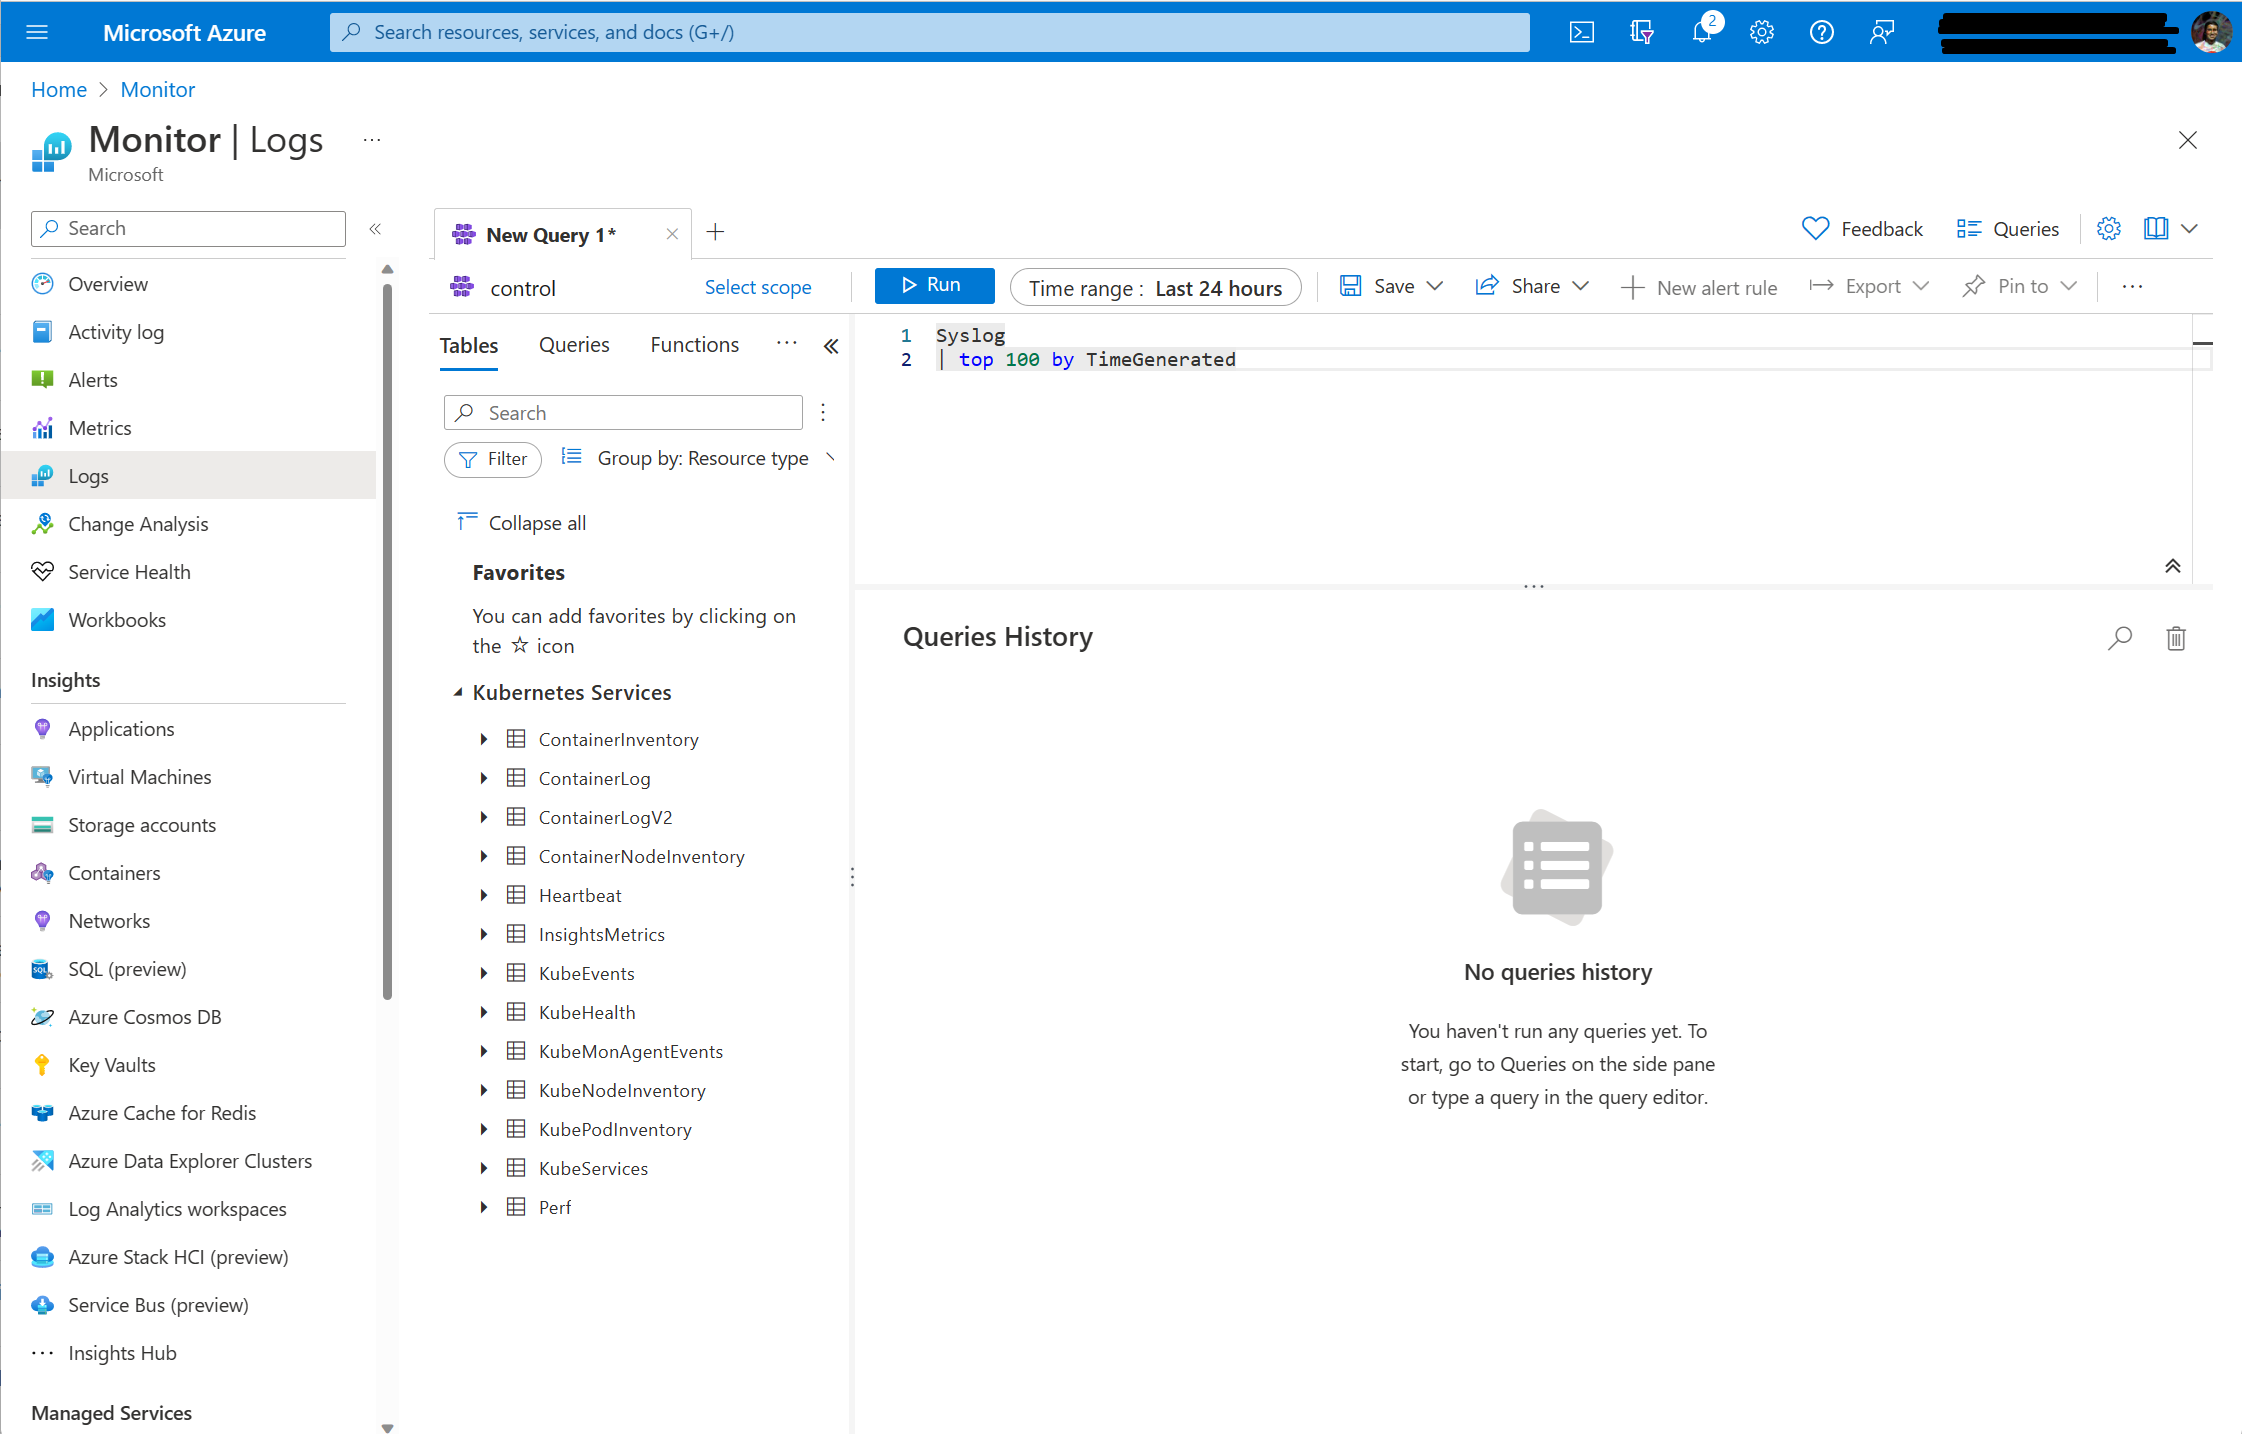 Microsoft Azure
Search resources, services, and docs (G+/)
2
Home > Monitor
Monitor | Logs
...
Microsoft
Search
«
Overview
Activity log
Alerts
Metrics
Logs
Change Analysis
Service Health
Workbooks
Insights
Applications
Virtual Machines
Storage accounts
Containers
Networks
SQL (preview)
Azure Cosmos DB
Key Vaults
Azure Cache for Redis
Azure Data Explorer Clusters
Log Analytics workspaces
Azure Stack HCI (preview)
Service Bus (preview)
Insights Hub
Managed Services
New Query 1*
Feedback
Queries
control
Select scope
Run
Time range : Last 24 hours
Save
Share
New alert rule
Export
Pin to
...
Tables
Queries
Functions
...
Search
Filter
Group by: Resource type
Collapse all
Favorites
You can add favorites by clicking on
the ☆ icon
Kubernetes Services
ContainerInventory
ContainerLog
ContainerLogV2
ContainerNodeInventory
Heartbeat
InsightsMetrics
KubeEvents
KubeHealth
KubeMonAgentEvents
KubeNodeInventory
KubePodInventory
KubeServices
Perf
1 Syslog
2 | top 100 by TimeGenerated
Queries History
No queries history
You haven't run any queries yet. To
start, go to Queries on the side pane
or type a query in the query editor.